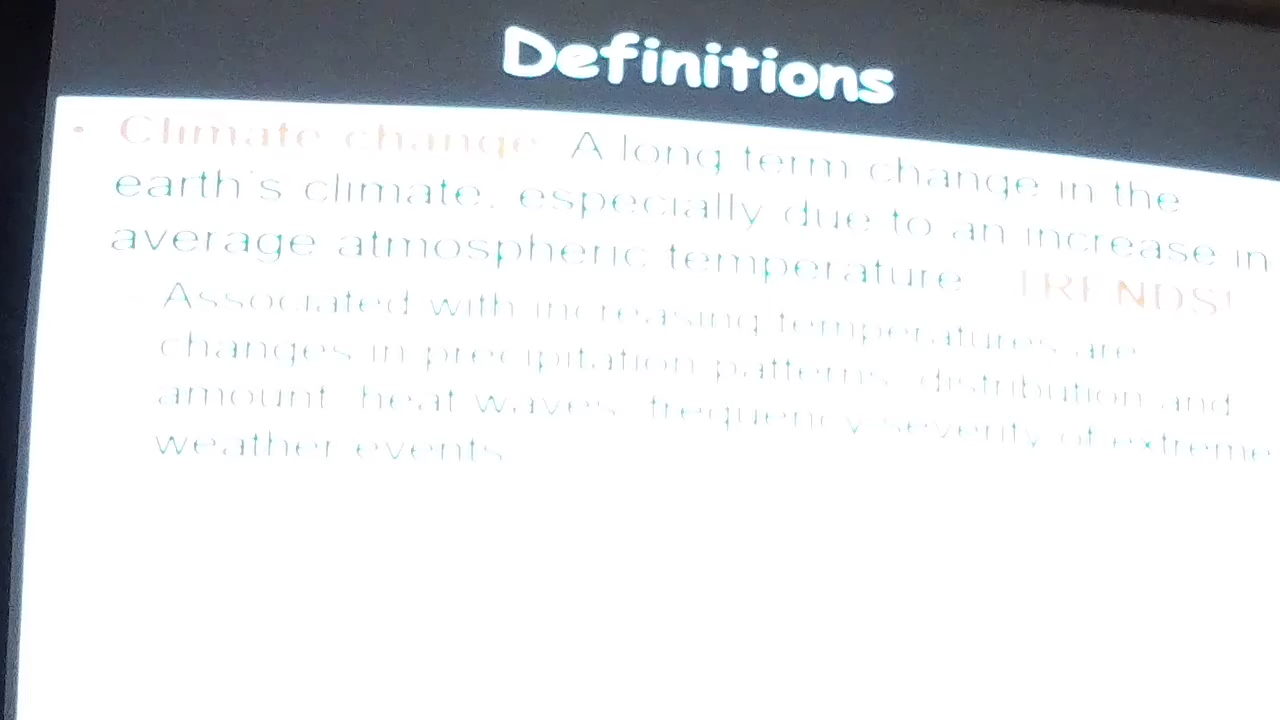 Definitions
• Climate change: A long term change in the
earth's climate, especially due to an increase in
average atmospheric temperature TRENDS!
– Associated with increasing temperatures are
changes in precipitation patterns, distribution and
amount, heat waves, frequency severity of extreme
weather events